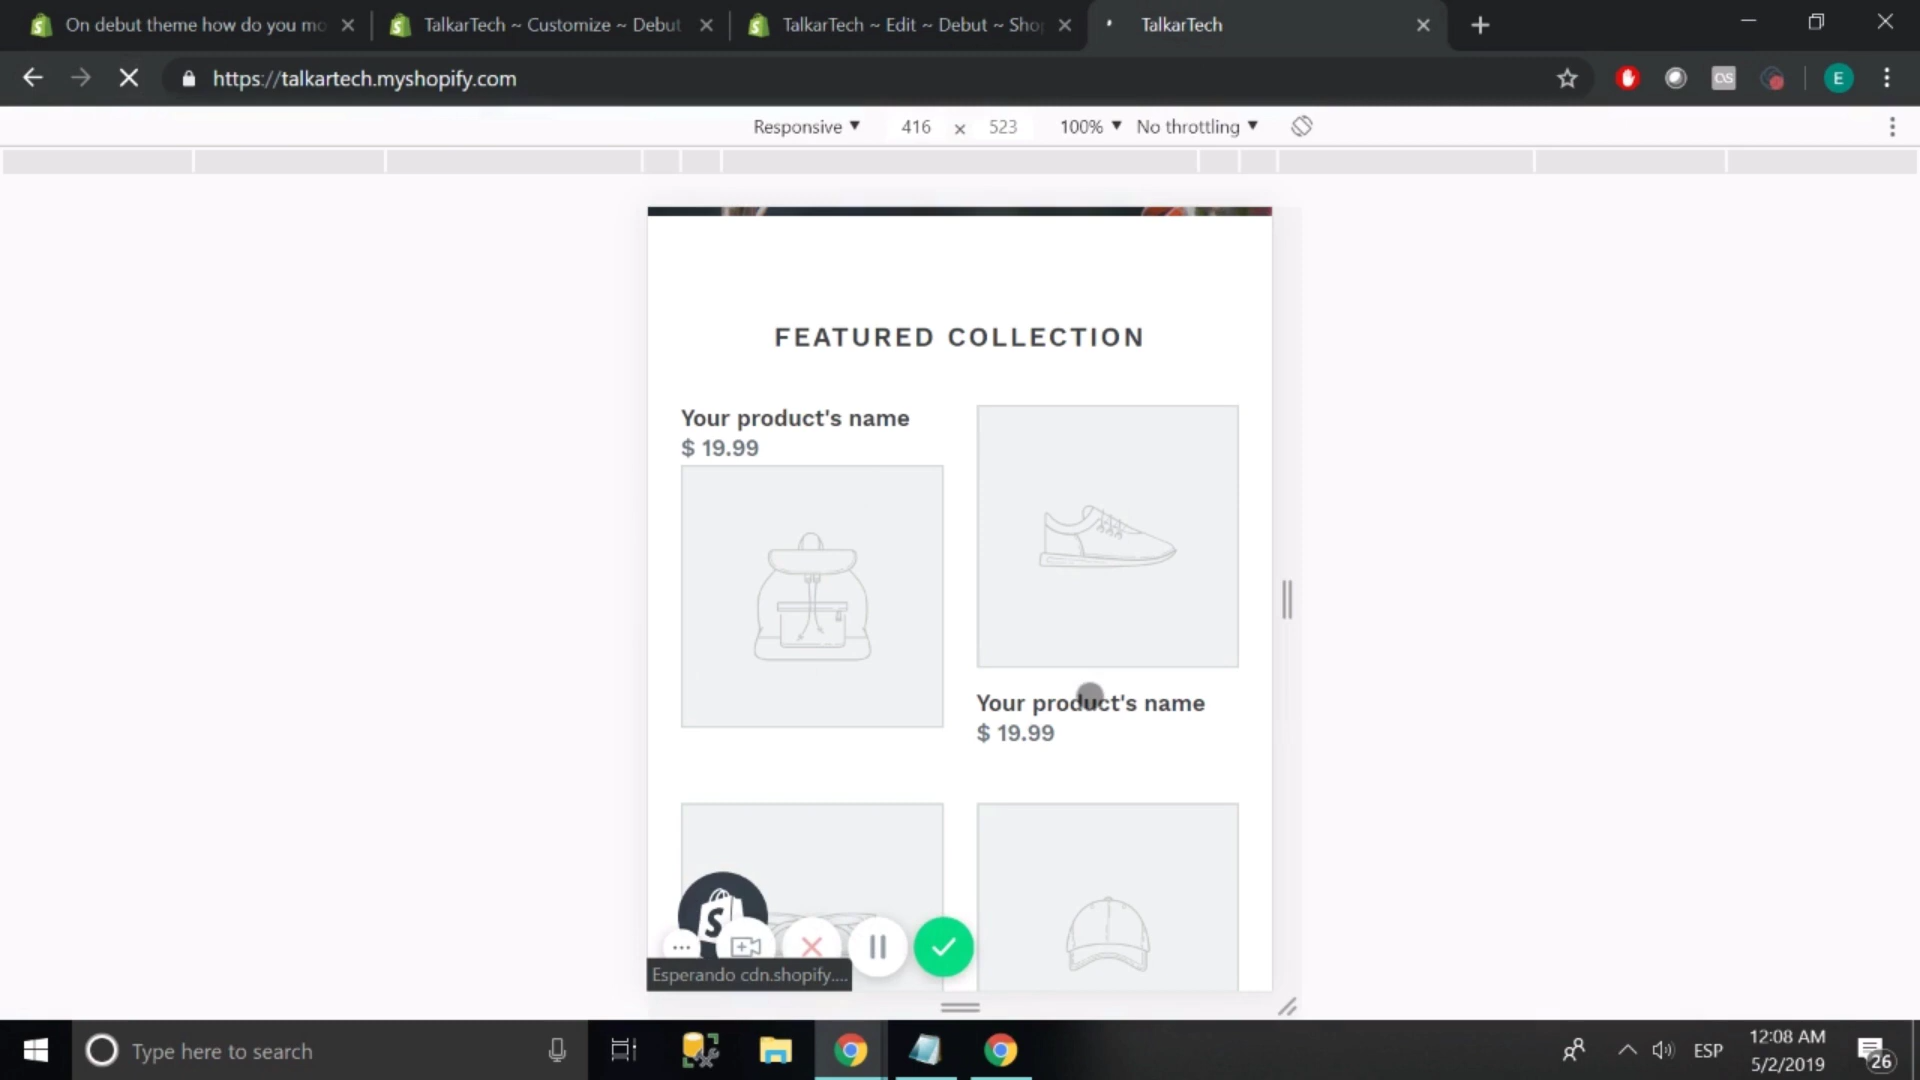 On debut theme how do you mo
TalkarTech ~ Customize ~ Debut
TalkarTech ~ Edit ~ Debut ~ Sho
TalkarTech
https://talkartech.myshopify.com
E
Responsive ▼ 416 × 523 100% ▼ No throttling ▼
FEATURED COLLECTION
Your product's name
$ 19.99
Your product's name
$ 19.99
Esperando cdn.shopify....
Type here to search
ESP
12:08 AM
5/2/2019
26